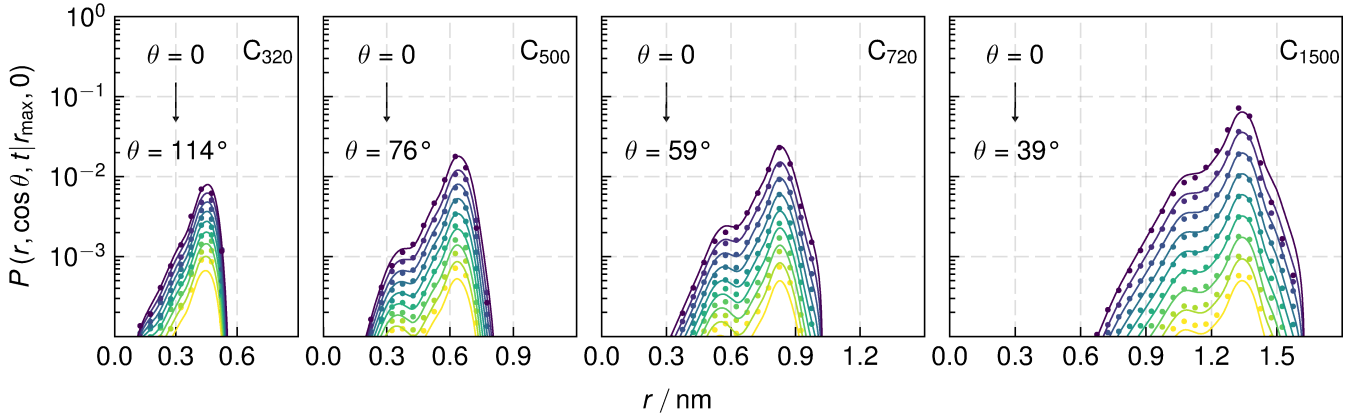 10⁰
10⁻¹
10⁻²
10⁻³
P (r, cos θ, t | r_max, 0)
θ = 0
C₃₂₀
θ = 114°
0.0 0.3 0.6
θ = 0
C₅₀₀
θ = 76°
0.0 0.3 0.6 0.9
θ = 0
C₇₂₀
θ = 59°
0.0 0.3 0.6 0.9 1.2
θ = 0
C₁₅₀₀
θ = 39°
0.0 0.3 0.6 0.9 1.2 1.5
r / nm